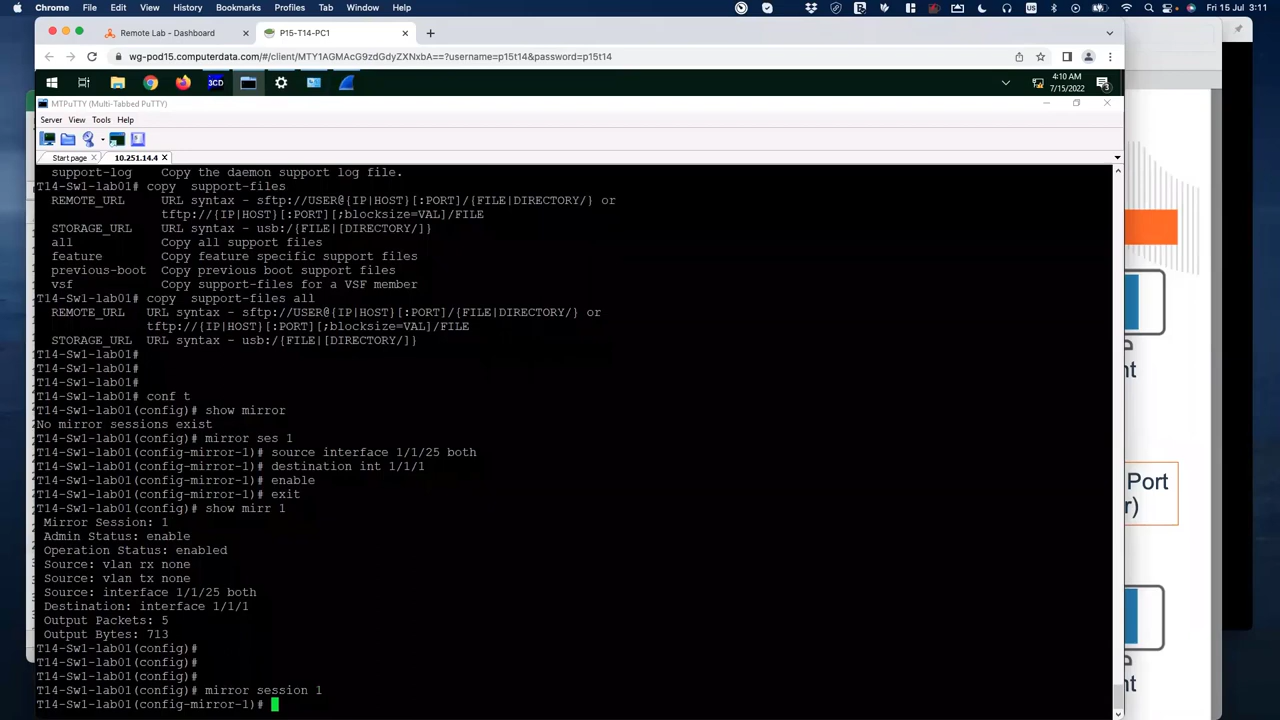 Chrome File Edit View History Bookmarks Profiles Tab Window Help Fri 15 Jul 3:11
Remote Lab - Dashboard P15-T14-PC1
wg-pod15.computerdata.com/#/client/MTY1AGMAcG9zdGdyZXNxbA==?username=p15t14&password=p15t14
3CD
4:10 AM
7/15/2022
MTPuTTY (Multi-Tabbed PuTTY)
Server View Tools Help
Start page 10.251.14.4
support-log Copy the daemon support log file.
T14-Sw1-lab01# copy support-files
REMOTE_URL URL syntax - sftp://USER@{IP|HOST}[:PORT]/{FILE|DIRECTORY/} or
tftp://{IP|HOST}[:PORT][;blocksize=VAL]/FILE
STORAGE_URL URL syntax - usb:/{FILE|[DIRECTORY/]}
all Copy all support files
feature Copy feature specific support files
previous-boot Copy previous boot support files
vsf Copy support-files for a VSF member
T14-Sw1-lab01# copy support-files all
REMOTE_URL URL syntax - sftp://USER@{IP|HOST}[:PORT]/{FILE|DIRECTORY/} or
tftp://{IP|HOST}[:PORT][;blocksize=VAL]/FILE
STORAGE_URL URL syntax - usb:/{FILE|[DIRECTORY/]}
T14-Sw1-lab01#
T14-Sw1-lab01#
T14-Sw1-lab01#
T14-Sw1-lab01# conf t
T14-Sw1-lab01(config)# show mirror
No mirror sessions exist
T14-Sw1-lab01(config)# mirror ses 1
T14-Sw1-lab01(config-mirror-1)# source interface 1/1/25 both
T14-Sw1-lab01(config-mirror-1)# destination int 1/1/1
T14-Sw1-lab01(config-mirror-1)# enable
T14-Sw1-lab01(config-mirror-1)# exit
T14-Sw1-lab01(config)# show mirr 1
Mirror Session: 1
Admin Status: enable
Operation Status: enabled
Source: vlan rx none
Source: vlan tx none
Source: interface 1/1/25 both
Destination: interface 1/1/1
Output Packets: 5
Output Bytes: 713
T14-Sw1-lab01(config)#
T14-Sw1-lab01(config)#
T14-Sw1-lab01(config)#
T14-Sw1-lab01(config)# mirror session 1
T14-Sw1-lab01(config-mirror-1)#
nt
Port
r)
nt